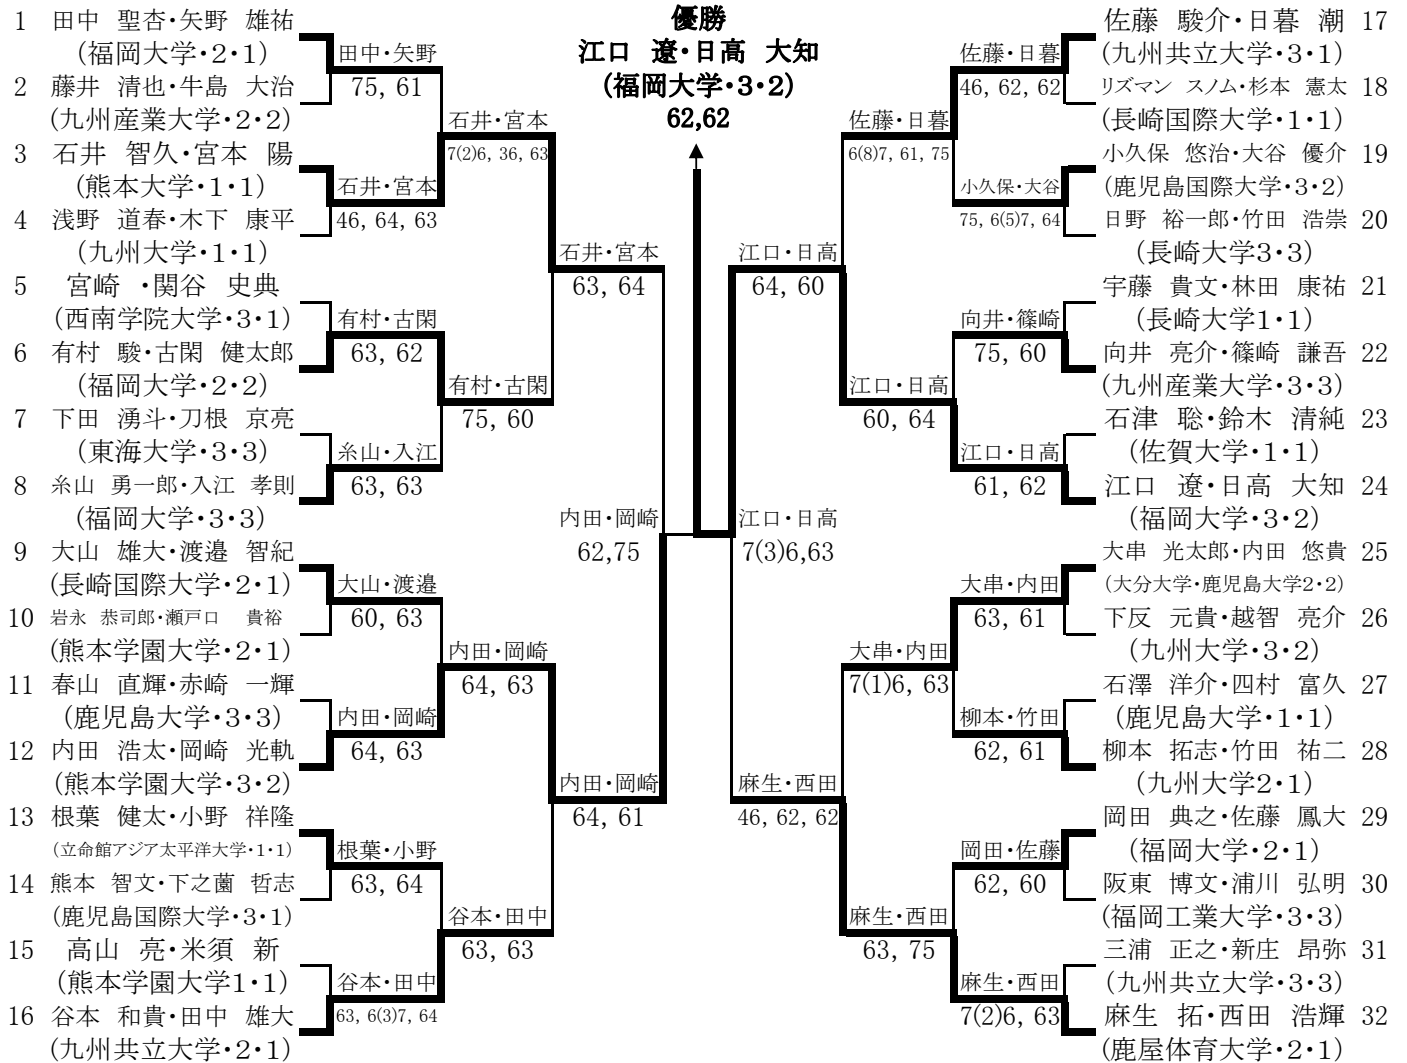 優勝
江口 遼・日高 大知
(福岡大学・3・2)
62,62
1 田中 聖杏・矢野 雄祐
(福岡大学・2・1)
2 藤井 清也・牛島 大治
(九州産業大学・2・2)
3 石井 智久・宮本 陽
(熊本大学・1・1)
4 浅野 道春・木下 康平
(九州大学・1・1)
5 宮崎 ・関谷 史典
(西南学院大学・3・1)
6 有村 駿・古閑 健太郎
(福岡大学・2・2)
7 下田 湧斗・刀根 京亮
(東海大学・3・3)
8 糸山 勇一郎・入江 孝則
(福岡大学・3・3)
9 大山 雄大・渡邉 智紀
(長崎国際大学・2・1)
10 岩永 恭司郎・瀬戸口 貴裕
(熊本学園大学・2・1)
11 春山 直輝・赤崎 一輝
(鹿児島大学・3・3)
12 内田 浩太・岡崎 光軌
(熊本学園大学・3・2)
13 根葉 健太・小野 祥隆
(立命館アジア太平洋大学・1・1)
14 熊本 智文・下之薗 哲志
(鹿児島国際大学・3・1)
15 高山 亮・米須 新
(熊本学園大学1・1)
16 谷本 和貴・田中 雄大
(九州共立大学・2・1)
田中・矢野
75, 61
石井・宮本
46, 64, 63
有村・古閑
63, 62
糸山・入江
63, 63
大山・渡邉
60, 63
内田・岡崎
64, 63
根葉・小野
63, 64
谷本・田中
63, 6(3)7, 64
石井・宮本
7(2)6, 36, 63
有村・古閑
75, 60
内田・岡崎
64, 63
谷本・田中
63, 63
石井・宮本
63, 64
内田・岡崎
64, 61
内田・岡崎
62,75
江口・日高
7(3)6,63
江口・日高
64, 60
麻生・西田
46, 62, 62
佐藤・日暮
6(8)7, 61, 75
江口・日高
60, 64
大串・内田
7(1)6, 63
麻生・西田
63, 75
佐藤・日暮
46, 62, 62
小久保・大谷
75, 6(5)7, 64
向井・篠崎
75, 60
江口・日高
61, 62
大串・内田
63, 61
柳本・竹田
62, 61
岡田・佐藤
62, 60
麻生・西田
7(2)6, 63
佐藤 駿介・日暮 潮 17
(九州共立大学・3・1)
リズマン スノム・杉本 憲太 18
(長崎国際大学・1・1)
小久保 悠治・大谷 優介 19
(鹿児島国際大学・3・2)
日野 裕一郎・竹田 浩崇 20
(長崎大学3・3)
宇藤 貴文・林田 康祐 21
(長崎大学1・1)
向井 亮介・篠崎 謙吾 22
(九州産業大学・3・3)
石津 聡・鈴木 清純 23
(佐賀大学・1・1)
江口 遼・日高 大知 24
(福岡大学・3・2)
大串 光太郎・内田 悠貴 25
(大分大学・鹿児島大学2・2)
下反 元貴・越智 亮介 26
(九州大学・3・2)
石澤 洋介・四村 富久 27
(鹿児島大学・1・1)
柳本 拓志・竹田 祐二 28
(九州大学2・1)
岡田 典之・佐藤 鳳大 29
(福岡大学・2・1)
阪東 博文・浦川 弘明 30
(福岡工業大学・3・3)
三浦 正之・新庄 昂弥 31
(九州共立大学・3・3)
麻生 拓・西田 浩輝 32
(鹿屋体育大学・2・1)